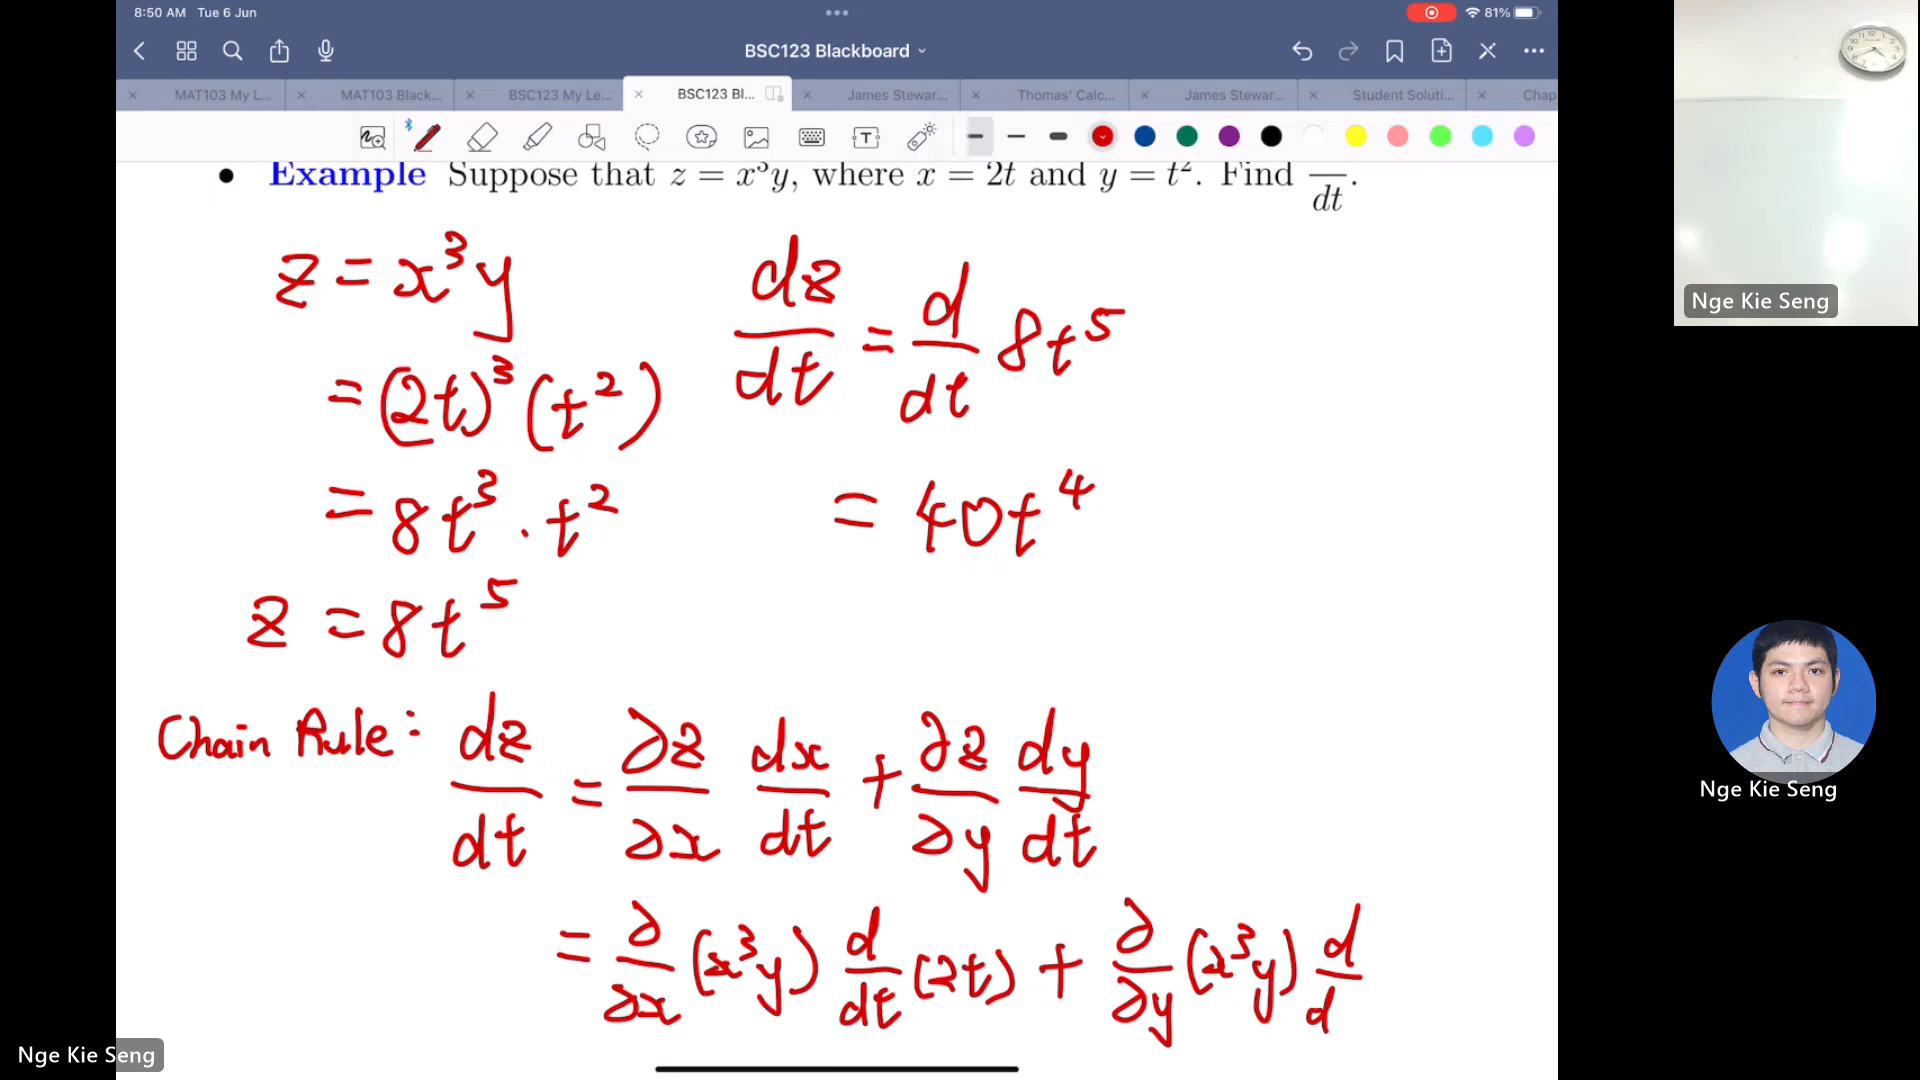 8:50 AM Tue 6 Jun
81%
BSC123 Blackboard
MAT103 My L...
MAT103 Black...
BSC123 My Le...
BSC123 Bl...
James Stewar...
Thomas' Calc...
James Stewar...
Student Soluti...
Chap
• Example Suppose that z = x³y, where x = 2t and y = t². Find —/dt.
z = x³y
= (2t)³(t²)
= 8t³ · t²
z = 8t⁵
dz/dt = d/dt 8t⁵
= 40t⁴
Chain Rule: dz/dt = ∂z/∂x dx/dt + ∂z/∂y dy/dt
= ∂/∂x (x³y) d/dt (2t) + ∂/∂y (x³y) d/d
Nge Kie Seng
Nge Kie Seng
Nge Kie Seng